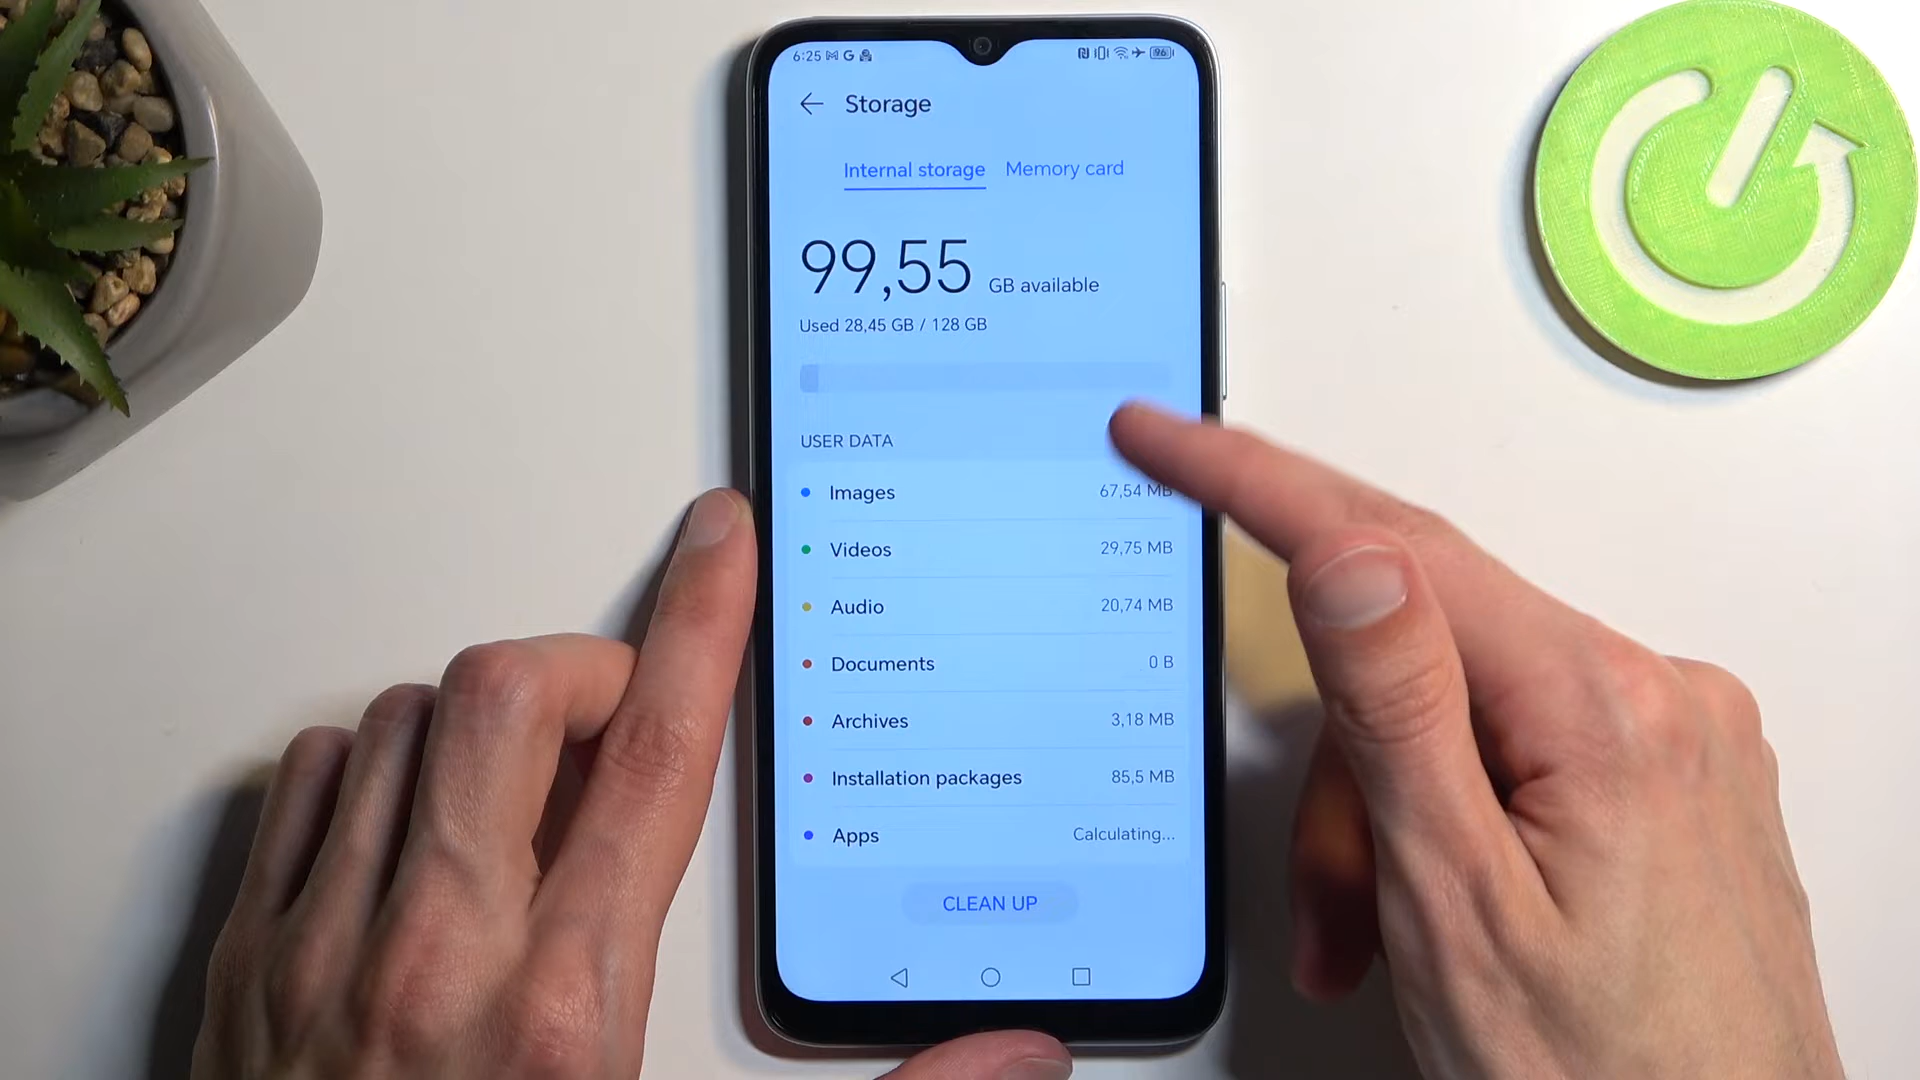 6:25
96
Storage
Internal storage Memory card
99,55 GB available
Used 28,45 GB / 128 GB
USER DATA
Images 67,54 MB
Videos 29,75 MB
Audio 20,74 MB
Documents 0 B
Archives 3,18 MB
Installation packages 85,5 MB
Apps Calculating...
CLEAN UP